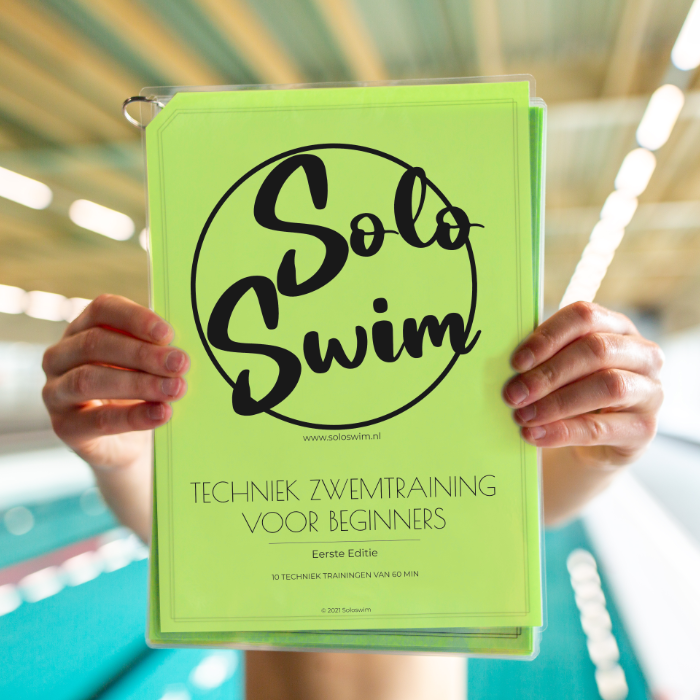 Solo
Swim
www.soloswim.nl
TECHNIEK ZWEMTRAINING
VOOR BEGINNERS
Eerste Editie
10 TECHNIEK TRAININGEN VAN 60 MIN
© 2021 Soloswim